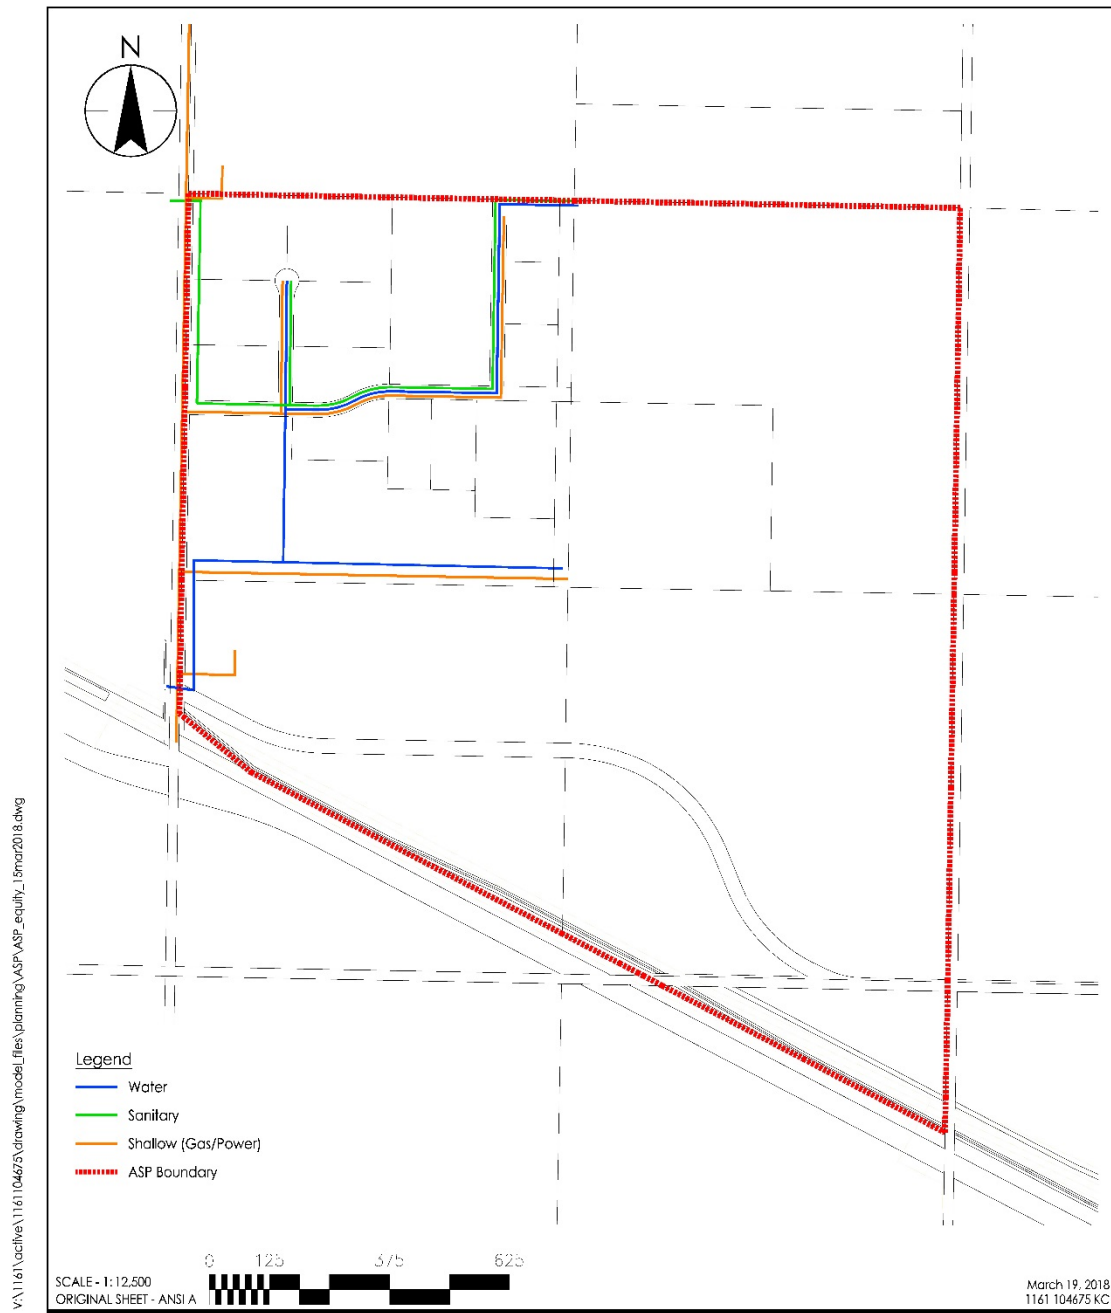 N
Legend
Water
Sanitary
Shallow (Gas/Power)
ASP Boundary
0 125 375 625
SCALE - 1:12,500
ORIGINAL SHEET - ANSI A
March 19, 2018
1161 104675 KC
V:\1161\active\1161104675\drawing\model_files\planning\ASP\ASP_equity_15mar2018.dwg